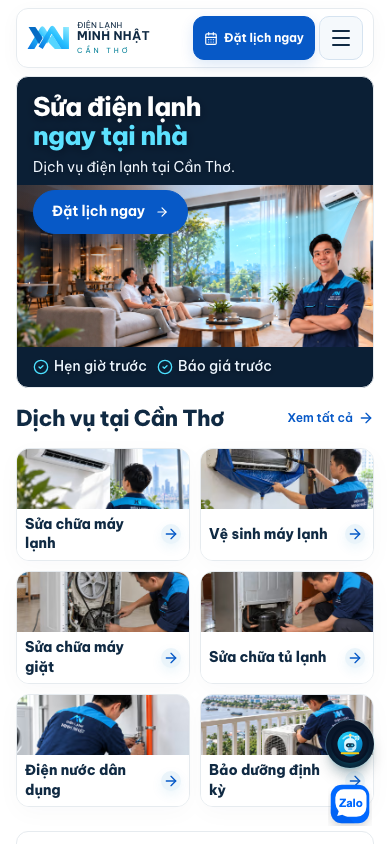 ĐIỆN LẠNH
MINH NHẬT
CẦN THƠ
Đặt lịch ngay
Sửa điện lạnh
ngay tại nhà
Dịch vụ điện lạnh tại Cần Thơ.
Đặt lịch ngay
Hẹn giờ trước
Báo giá trước
Dịch vụ tại Cần Thơ
Xem tất cả
Sửa chữa máy
lạnh
Vệ sinh máy lạnh
Sửa chữa máy
giặt
Sửa chữa tủ lạnh
Điện nước dân
dụng
Bảo dưỡng định
kỳ
Zalo